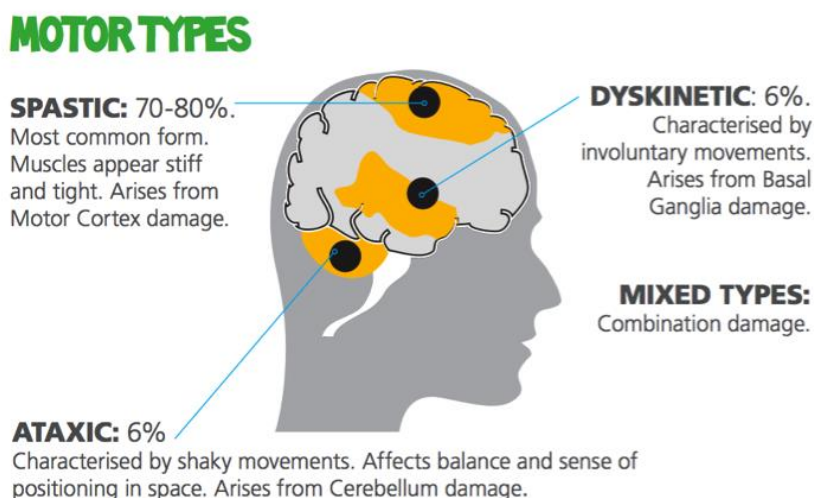 MOTOR TYPES
SPASTIC: 70-80%.
Most common form.
Muscles appear stiff
and tight. Arises from
Motor Cortex damage.
DYSKINETIC: 6%.
Characterised by
involuntary movements.
Arises from Basal
Ganglia damage.
MIXED TYPES:
Combination damage.
ATAXIC: 6%
Characterised by shaky movements. Affects balance and sense of
positioning in space. Arises from Cerebellum damage.